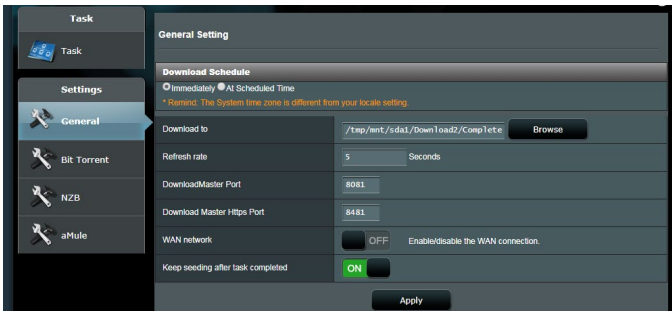 Task
Task
Settings
General
Bit Torrent
NZB
aMule
General Setting
Download Schedule
Immediately At Scheduled Time
* Remind: The System time zone is different from your locale setting.
Download to /tmp/mnt/sda1/Download2/Complete Browse
Refresh rate 5 Seconds
DownloadMaster Port 8081
Download Master Https Port 8481
WAN network OFF Enable/disable the WAN connection.
Keep seeding after task completed ON
Apply